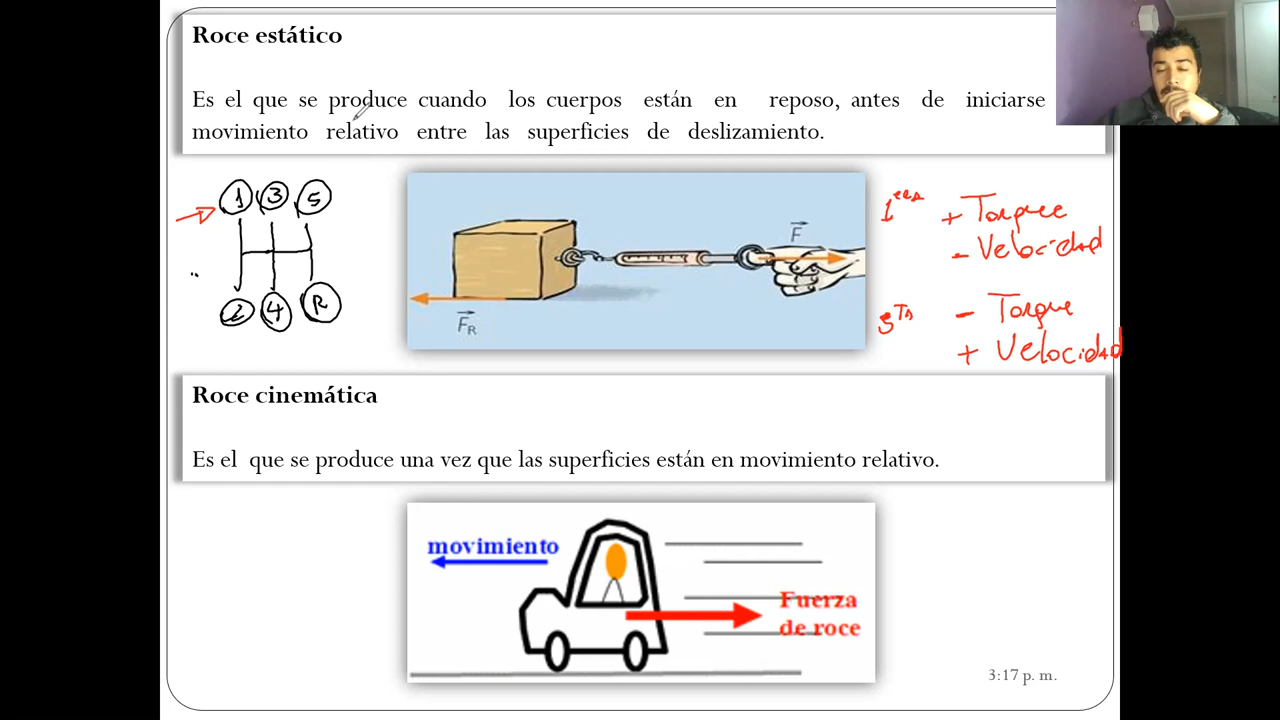 Roce estático
Es el que se produce cuando los cuerpos están en reposo, antes de iniciarse
movimiento relativo entre las superficies de deslizamiento.
1 3 5
2 4 R
F
F_R
1era + Torque
- Velocidad
5TA - Torque
+ Velocidad
Roce cinemática
Es el que se produce una vez que las superficies están en movimiento relativo.
movimiento
Fuerza
de roce
3:17 p. m.